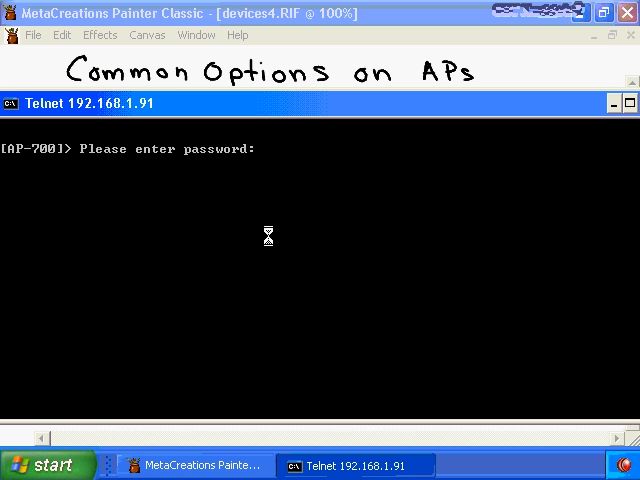 MetaCreations Painter Classic - [devices4.RIF @ 100%]
File Edit Effects Canvas Window Help
Common Options on APs
Telnet 192.168.1.91
[AP-700]> Please enter password:
start MetaCreations Painte... Telnet 192.168.1.91